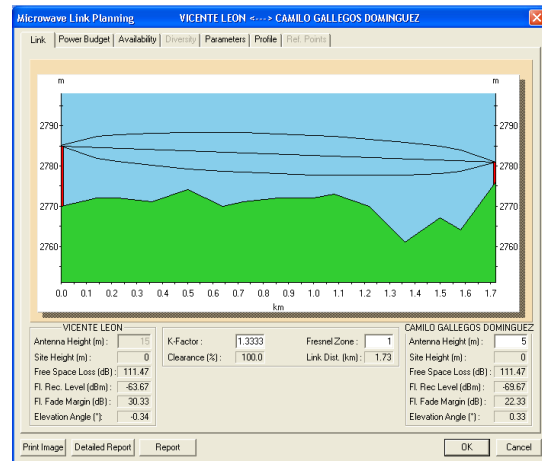 Microwave Link Planning VICENTE LEON <---> CAMILO GALLEGOS DOMINGUEZ
Link Power Budget Availability Diversity Parameters Profile Ref. Points
m m
2790 2790
2780 2780
2770 2770
2760 2760
0.0 0.1 0.2 0.3 0.4 0.5 0.6 0.7 0.8 0.9 1.0 1.1 1.2 1.3 1.4 1.5 1.6 1.7
km
VICENTE LEON
Antenna Height (m) : 15
Site Height (m) : 0
Free Space Loss (dB) : 111.47
Fl. Rec. Level (dBm) : -63.67
Fl. Fade Margin (dB) : 30.33
Elevation Angle (°): -0.34
K-Factor : 1.3333 Fresnel Zone : 1
Clearance (%) : 100.0 Link Dist. (km) : 1.73
CAMILO GALLEGOS DOMINGUEZ
Antenna Height (m) : 5
Site Height (m) : 0
Free Space Loss (dB) : 111.47
Fl. Rec. Level (dBm) : -69.67
Fl. Fade Margin (dB) : 22.33
Elevation Angle (°) : 0.33
Print Image Detailed Report Report OK Cancel